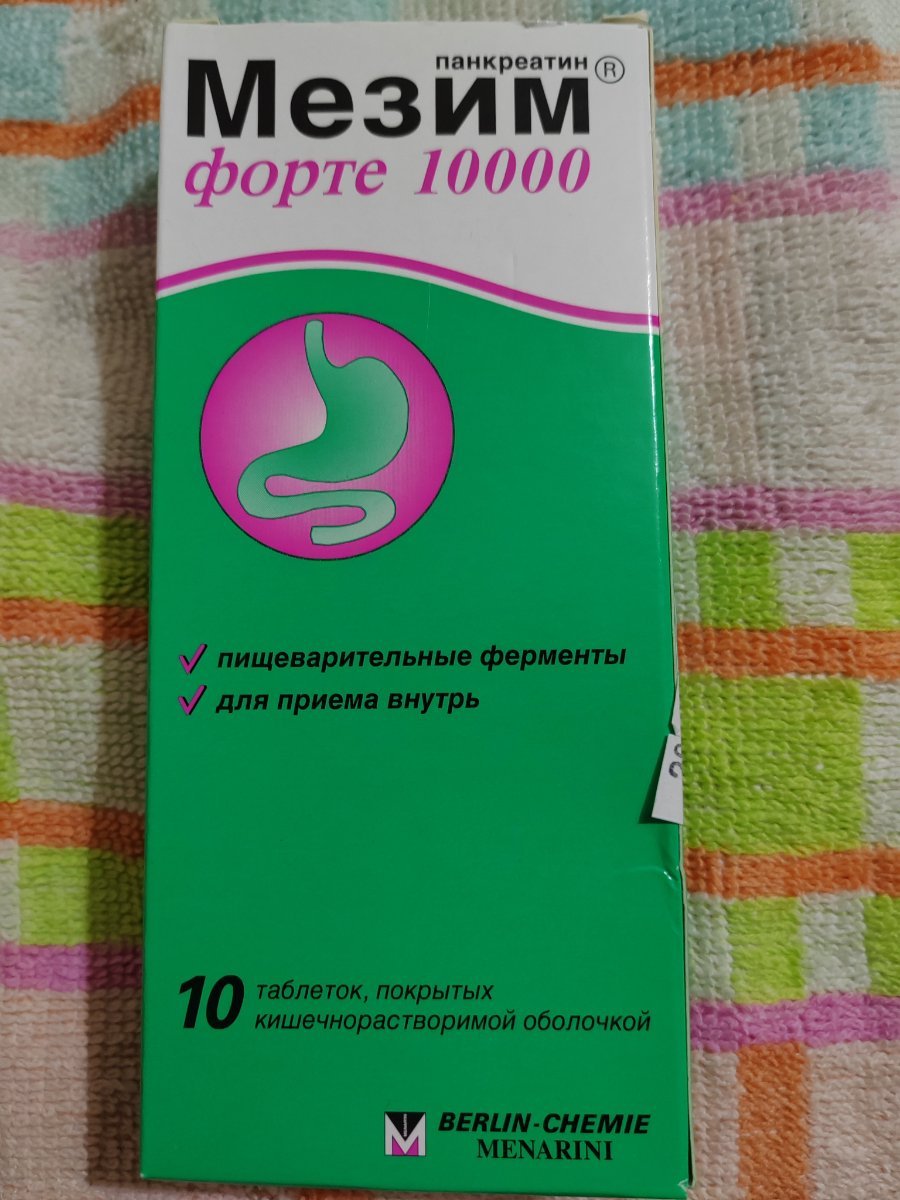 панкреатин
Мезим®
форте 10000
пищеварительные ферменты
для приема внутрь
10 таблеток, покрытых
кишечнорастворимой оболочкой
BERLIN-CHEMIE
MENARINI